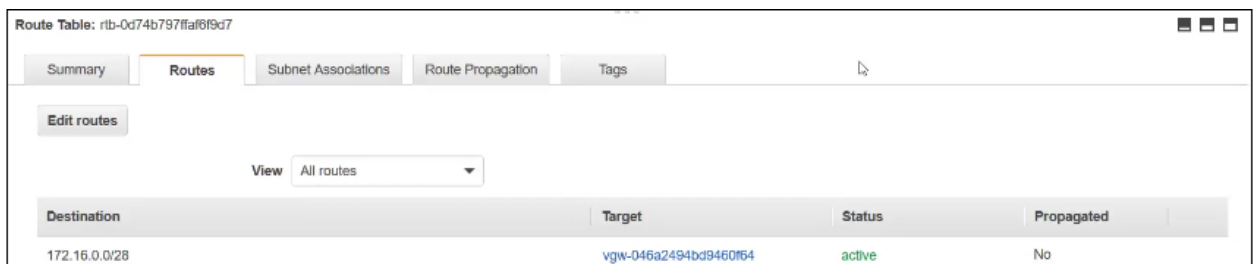 Route Table: rtb-0d74b797ffaf6f9d7
Summary Routes Subnet Associations Route Propagation Tags
Edit routes
View All routes
Destination Target Status Propagated
172.16.0.0/28 vgw-046a2494bd9460f64 active No